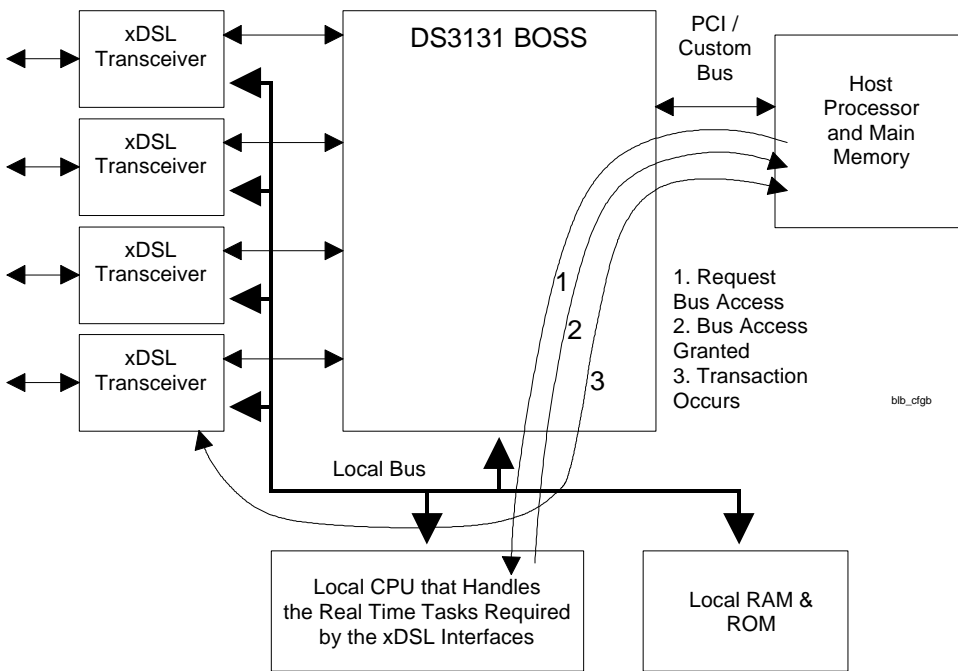 xDSL
Transceiver
DS3131 BOSS
PCI /
Custom
Bus
Host
Processor
and Main
Memory
xDSL
Transceiver
xDSL
Transceiver
xDSL
Transceiver
1
2
3
1. Request
Bus Access
2. Bus Access
Granted
3. Transaction
Occurs
blb_cfgb
Local Bus
Local CPU that Handles
the Real Time Tasks Required
by the xDSL Interfaces
Local RAM &
ROM